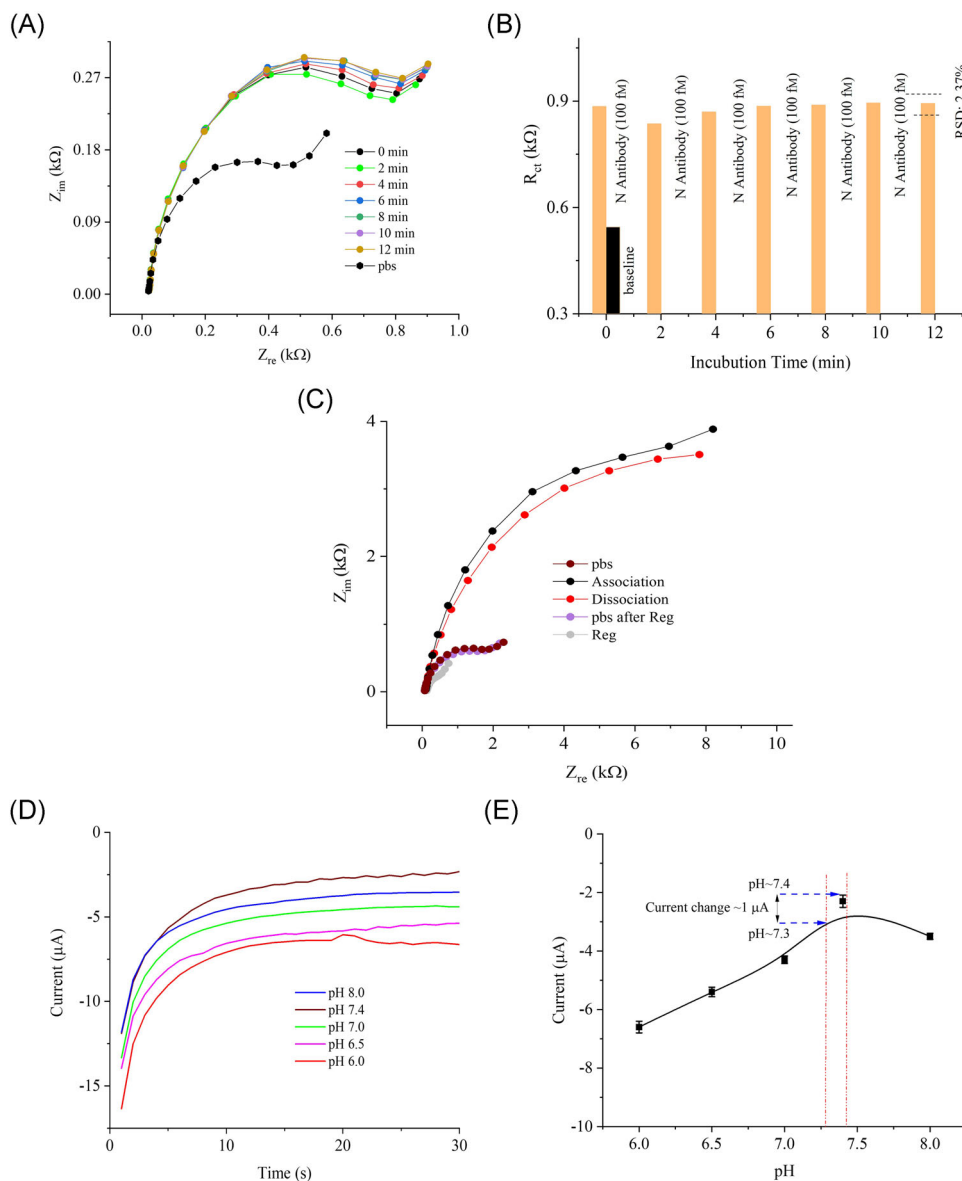 (A)
Z_im (kΩ)
0.27
0.18
0.09
0.00
0.0 0.2 0.4 0.6 0.8 1.0
Z_re (kΩ)
0 min
2 min
4 min
6 min
8 min
10 min
12 min
pbs
(B)
R_ct (kΩ)
0.9
0.6
0.3
baseline
N Antibody (100 fM)
N Antibody (100 fM)
N Antibody (100 fM)
N Antibody (100 fM)
N Antibody (100 fM)
N Antibody (100 fM)
RSD: 2.37%
0 2 4 6 8 10 12
Incubution Time (min)
(C)
Z_im (kΩ)
4
2
0
pbs
Association
Dissociation
pbs after Reg
Reg
0 2 4 6 8 10
Z_re (kΩ)
(D)
Current (μA)
0
-5
-10
-15
pH 8.0
pH 7.4
pH 7.0
pH 6.5
pH 6.0
0 10 20 30
Time (s)
(E)
Current (μA)
0
-2
-4
-6
-8
-10
pH~7.4
Current change ~1 μA
pH~7.3
6.0 6.5 7.0 7.5 8.0
pH